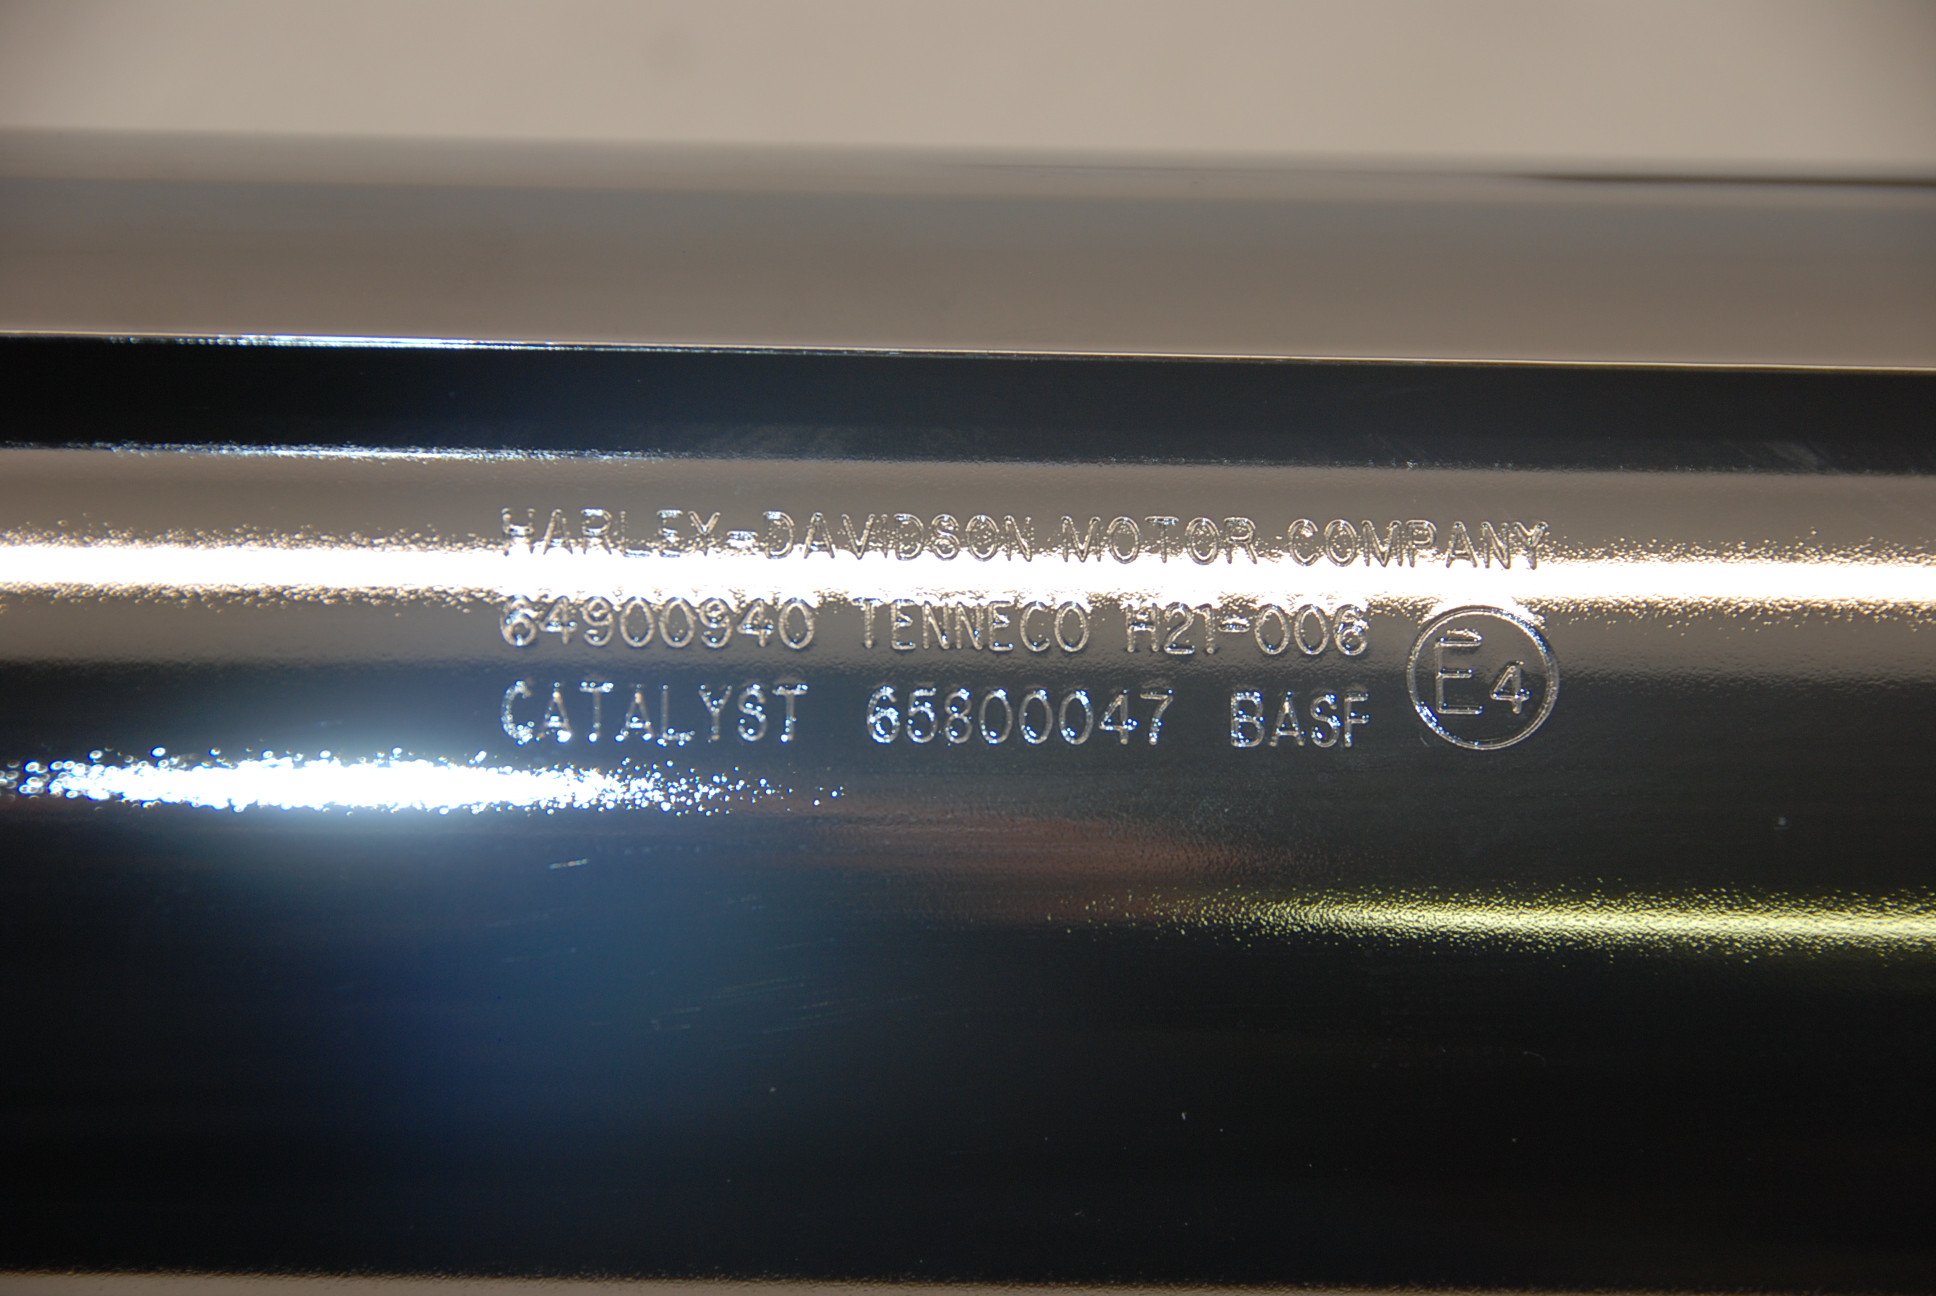 HARLEY-DAVIDSON MOTOR COMPANY
64900940 TENNECO H21-006
CATALYST 65800047 BASF
E4